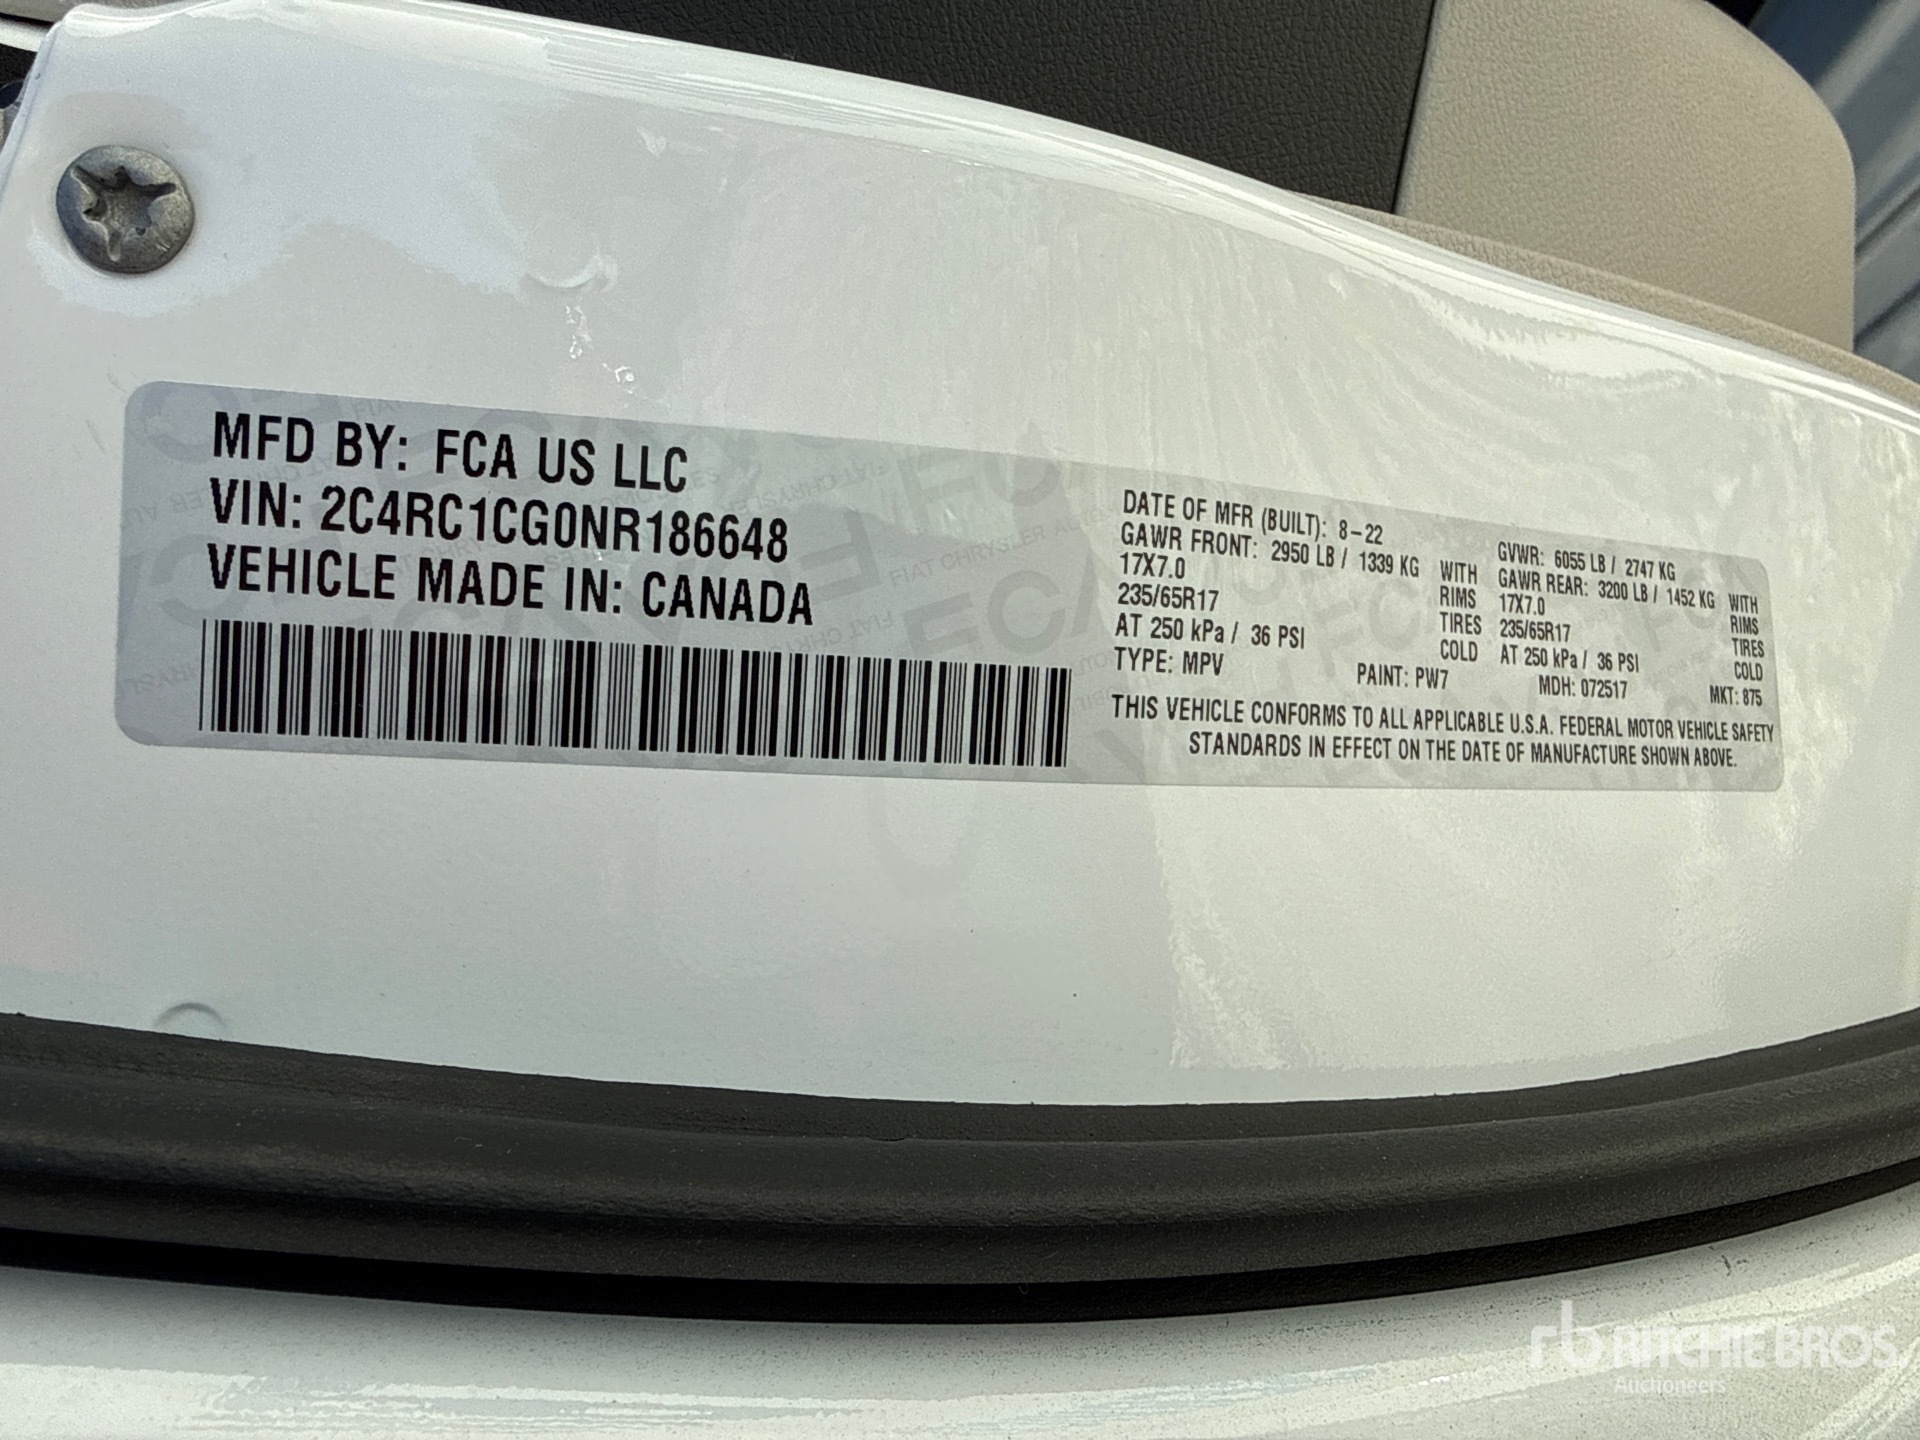 MFD BY: FCA US LLC
VIN: 2C4RC1CG0NR186648
VEHICLE MADE IN: CANADA
DATE OF MFR (BUILT): 8-22
GAWR FRONT: 2950 LB / 1339 KG WITH
17X7.0 RIMS
235/65R17 TIRES
AT 250 kPa / 36 PSI COLD
GVWR: 6055 LB / 2747 KG
GAWR REAR: 3200 LB / 1452 KG WITH
17X7.0 RIMS
235/65R17 TIRES
AT 250 kPa / 36 PSI COLD
TYPE: MPV PAINT: PW7 MDH: 072517 MKT: 875
THIS VEHICLE CONFORMS TO ALL APPLICABLE U.S.A. FEDERAL MOTOR VEHICLE SAFETY
STANDARDS IN EFFECT ON THE DATE OF MANUFACTURE SHOWN ABOVE.
rb RITCHIE BROS.
Auctioneers